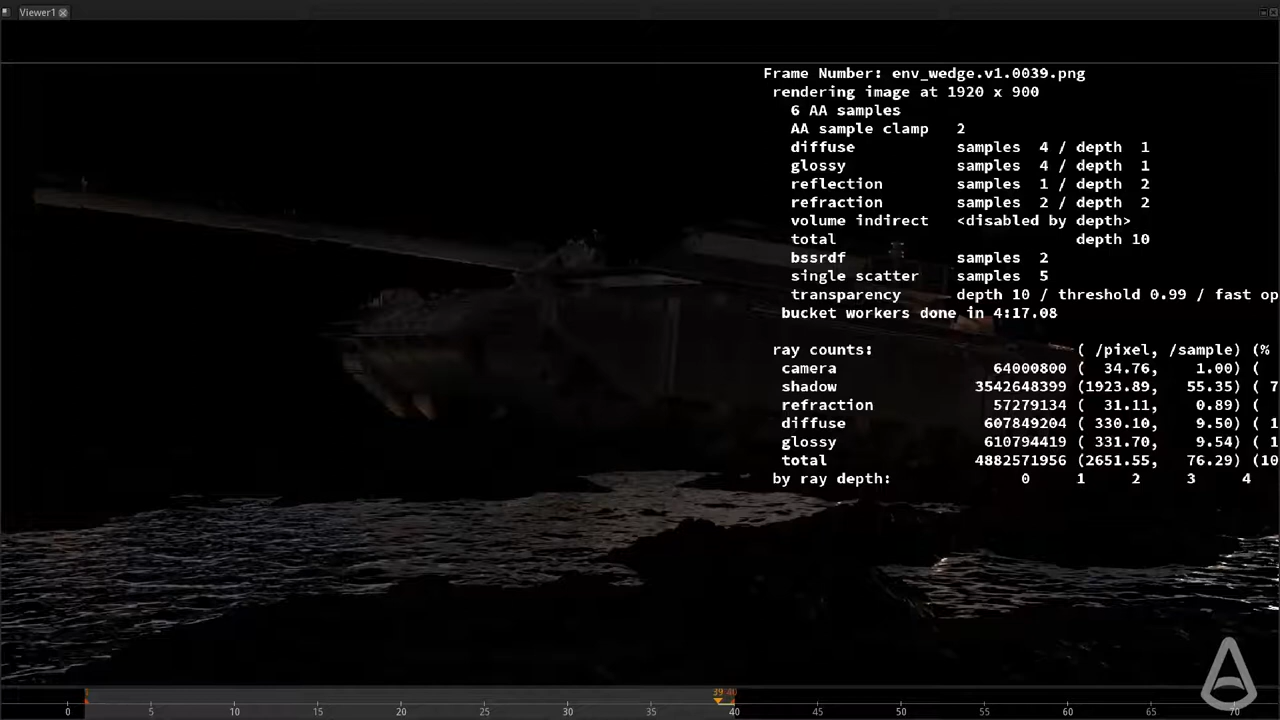 Viewer1
Frame Number: env_wedge.v1.0039.png
rendering image at 1920 x 900
6 AA samples
AA sample clamp 2
diffuse samples 4 / depth 1
glossy samples 4 / depth 1
reflection samples 1 / depth 2
refraction samples 2 / depth 2
volume indirect <disabled by depth>
total depth 10
bssrdf samples 2
single scatter samples 5
transparency depth 10 / threshold 0.99 / fast op
bucket workers done in 4:17.08
ray counts: ( /pixel, /sample) (%
camera 64000800 ( 34.76, 1.00) (
shadow 3542648399 (1923.89, 55.35) ( 7
refraction 57279134 ( 31.11, 0.89) (
diffuse 607849204 ( 330.10, 9.50) ( 1
glossy 610794419 ( 331.70, 9.54) ( 1
total 4882571956 (2651.55, 76.29) (10
by ray depth: 0 1 2 3 4
1 39 40
0 5 10 15 20 25 30 35 40 45 50 55 60 65 70